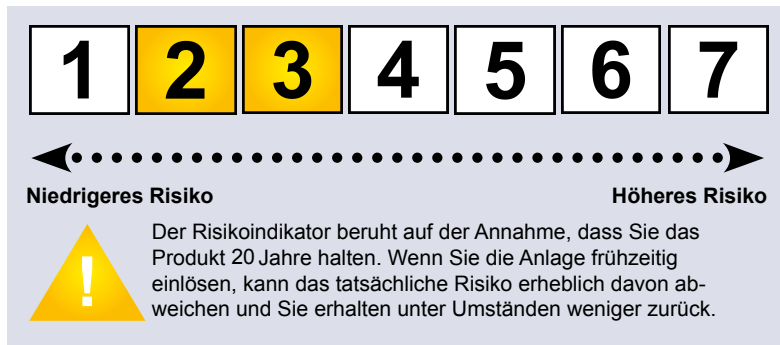 1 2 3 4 5 6 7
Niedrigeres Risiko Höheres Risiko
! Der Risikoindikator beruht auf der Annahme, dass Sie das
Produkt 20 Jahre halten. Wenn Sie die Anlage frühzeitig
einlösen, kann das tatsächliche Risiko erheblich davon ab-
weichen und Sie erhalten unter Umständen weniger zurück.